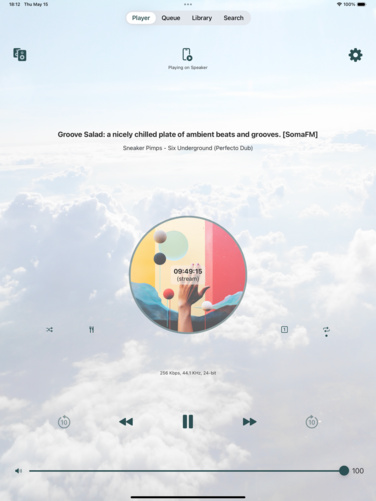 18:12 Thu May 15
100%
Player Queue Library Search
Playing on Speaker
Groove Salad: a nicely chilled plate of ambient beats and grooves. [SomaFM]
Sneaker Pimps - Six Underground (Perfecto Dub)
09:49:15
(stream)
1
256 Kbps, 44.1 KHz, 24-bit
10 10
100